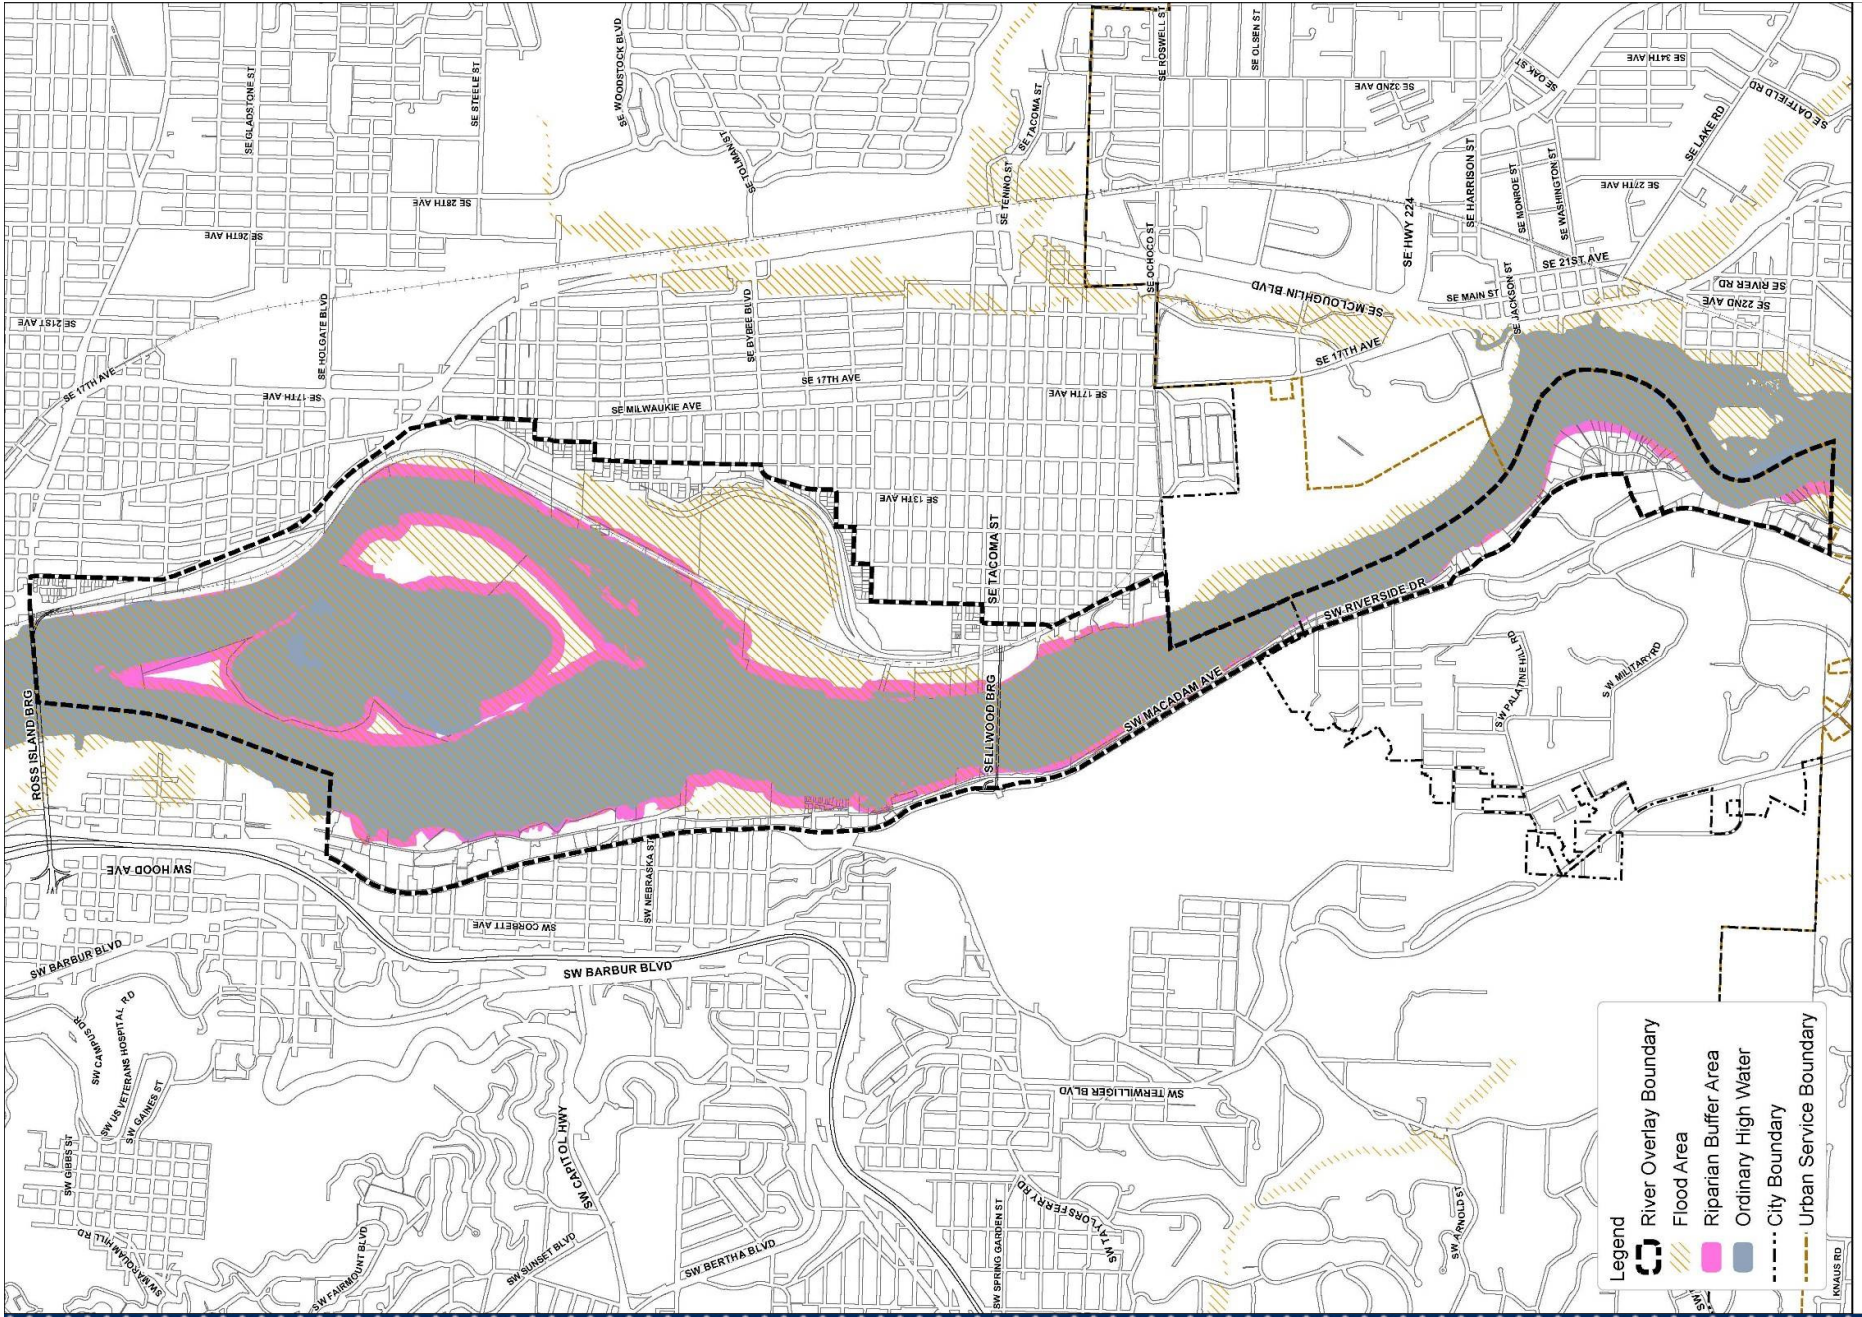 SE GLADSTONE ST
SE STEELE ST
SE WOODSTOCK BLVD
SE TOLMAN ST
SE TACOMA ST
SE TENINO ST
SE ROSWELL ST
SE OLSEN ST
SE 32ND AVE
SE OAK ST
SE 34TH AVE
SE OATFIELD RD
SE LAKE RD
SE HARRISON ST
SE MONROE ST
SE WASHINGTON ST
SE 27TH AVE
SE HWY 224
SE 28TH AVE
SE 26TH AVE
SE OCHOCO ST
SE 21ST AVE
SE RIVER RD
SE 22ND AVE
SE MAIN ST
SE JACKSON ST
SE MCLOUGHLIN BLVD
SE 17TH AVE
SE 21ST AVE
SE HOLGATE BLVD
SE BYBEE BLVD
SE 17TH AVE
SE 17TH AVE
SE 17TH AVE
SE 17TH AVE
SE MILWAUKIE AVE
SE 13TH AVE
SE TACOMA ST
SELLWOOD BRG
ROSS ISLAND BRG
SW MACADAM AVE
SW RIVERSIDE DR
SW PALATINE HILL RD
SW MILITARY RD
SW HOOD AVE
SW NEBRASKA ST
SW CORBETT AVE
SW BARBUR BLVD
SW BARBUR BLVD
SW CAMPUS DR
SW US VETERANS HOSPITAL RD
SW GAINES ST
SW GIBBS ST
SW MARQUAM HILL RD
SW FAIRMOUNT BLVD
SW CAPITOL HWY
SW SUNSET BLVD
SW BERTHA BLVD
SW TERWILLIGER BLVD
SW SPRING GARDEN ST
SW TAYLORS FERRY RD
SW ARNOLD ST
KNAUS RD
Legend
River Overlay Boundary
Flood Area
Riparian Buffer Area
Ordinary High Water
City Boundary
Urban Service Boundary